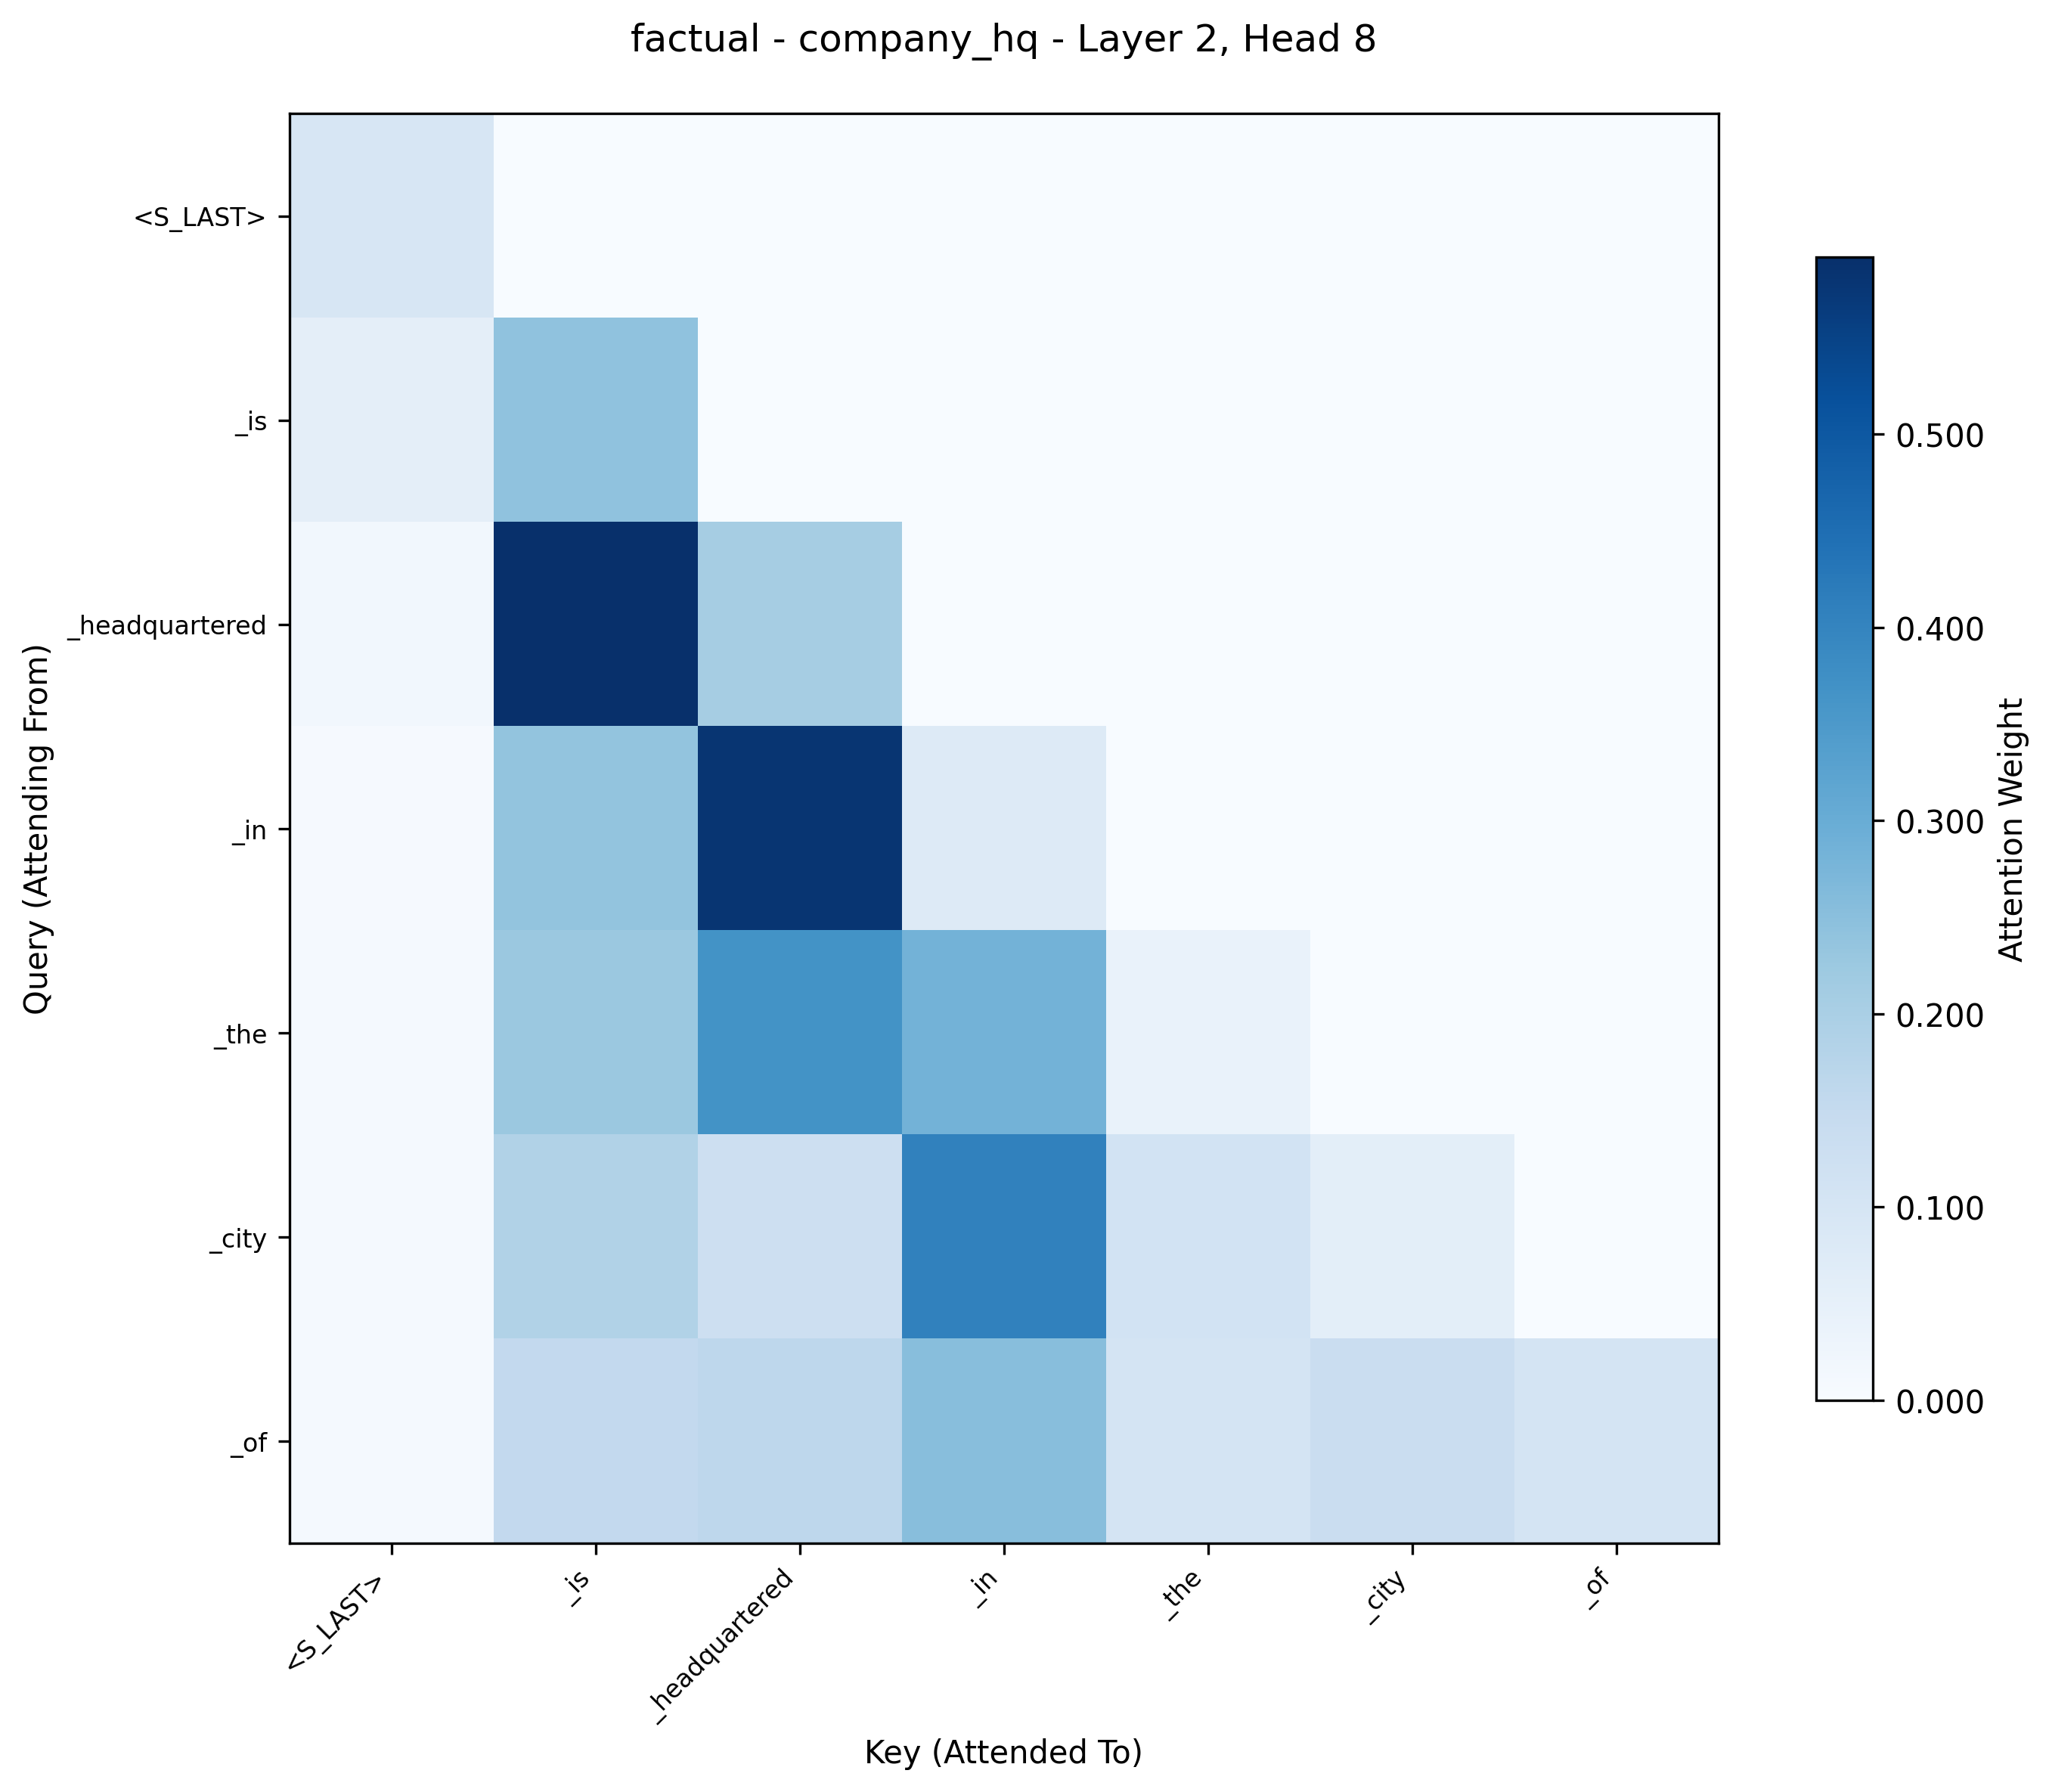 factual - company_hq - Layer 2, Head 8
Query (Attending From)
<S_LAST>
_is
_headquartered
_in
_the
_city
_of
<S_LAST>
_is
_headquartered
_in
_the
_city
_of
Key (Attended To)
0.500
0.400
0.300
0.200
0.100
0.000
Attention Weight